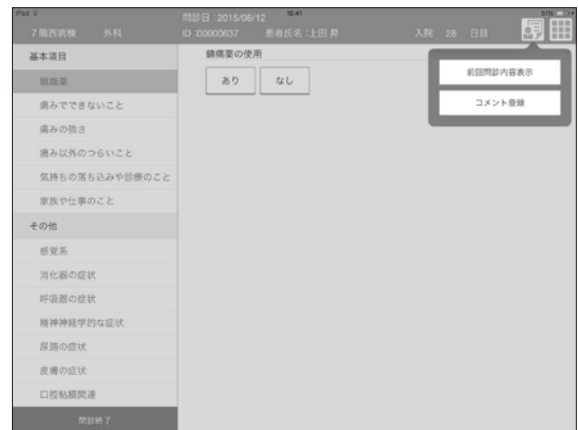 iPad
15:41
57%
7階西病棟 外科
問診日：2015/06/12
ID：00000637 患者氏名：上田 昇
入院 28 日目
基本項目
鎮痛薬
痛みでできないこと
痛みの強さ
痛み以外のつらいこと
気持ちの落ち込みや診療のこと
家族や仕事のこと
その他
感覚系
消化器の症状
呼吸器の症状
精神神経学的な症状
尿路の症状
皮膚の症状
口腔粘膜関連
問診終了
鎮痛薬の使用
あり
なし
前回問診内容表示
コメント登録